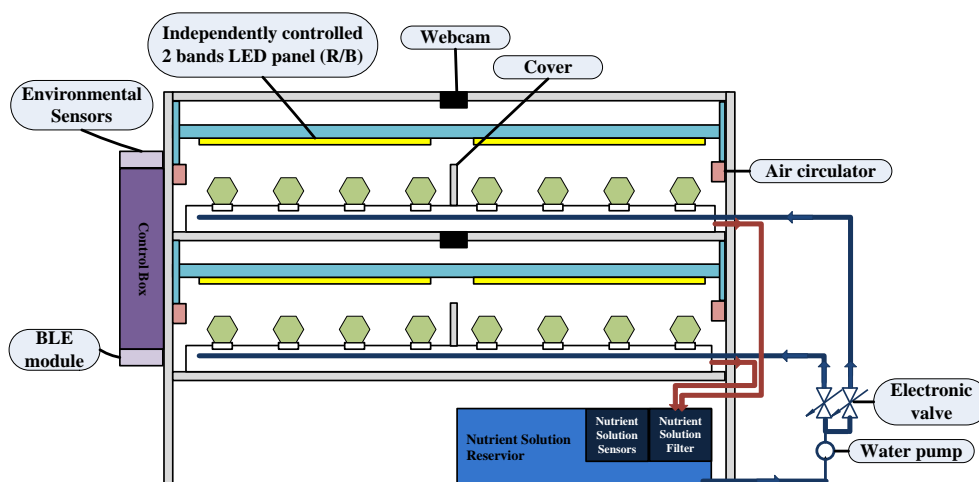 Independently controlled
2 bands LED panel (R/B)
Webcam
Cover
Environmental
Sensors
Air circulator
Control Box
BLE
module
Electronic
valve
Nutrient Solution
Reservior
Nutrient
Solution
Sensors
Nutrient
Solution
Filter
Water pump